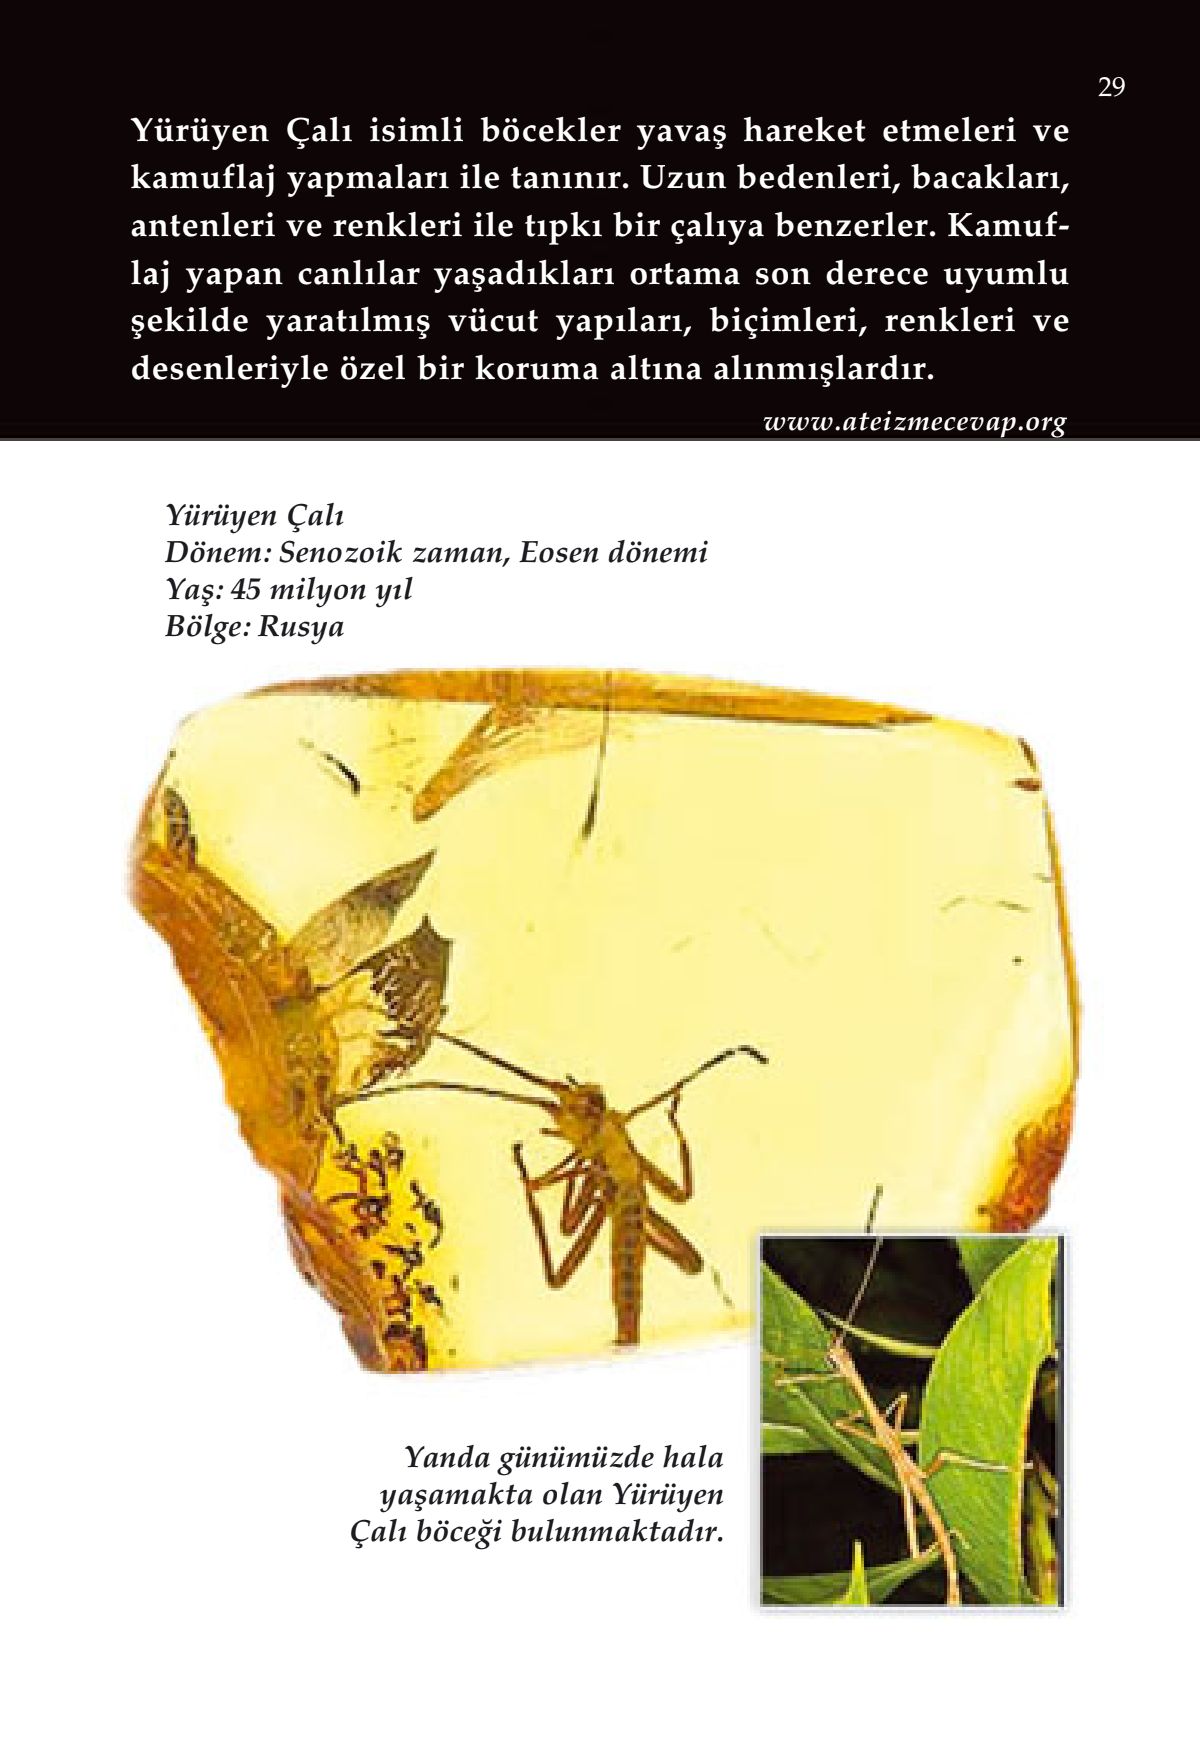 29
Yürüyen Çalı isimli böcekler yavaş hareket etmeleri ve
kamuflaj yapmaları ile tanınır. Uzun bedenleri, bacakları,
antenleri ve renkleri ile tıpkı bir çalıya benzerler. Kamuf-
laj yapan canlılar yaşadıkları ortama son derece uyumlu
şekilde yaratılmış vücut yapıları, biçimleri, renkleri ve
desenleriyle özel bir koruma altına alınmışlardır.
www.ateizmecevap.org
Yürüyen Çalı
Dönem: Senozoik zaman, Eosen dönemi
Yaş: 45 milyon yıl
Bölge: Rusya
Yanda günümüzde hala
yaşamakta olan Yürüyen
Çalı böceği bulunmaktadır.